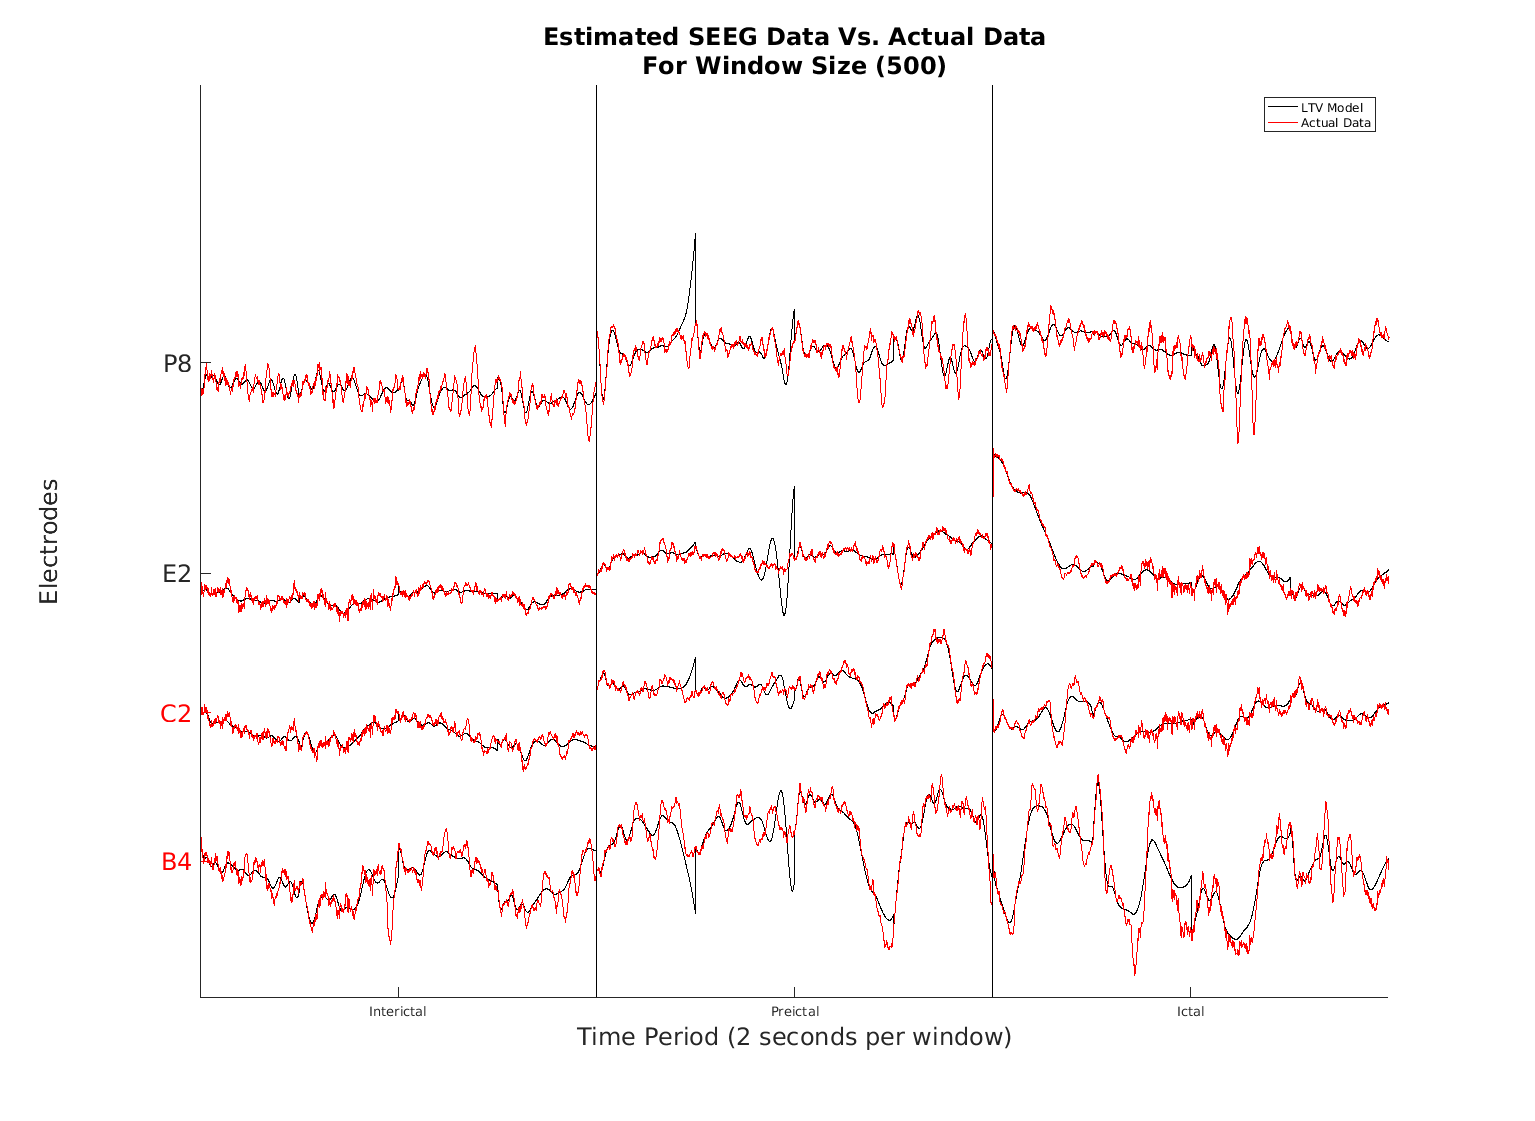 Estimated SEEG Data Vs. Actual Data
For Window Size (500)
LTV Model
Actual Data
P8
E2
C2
B4
Electrodes
Interictal
Preictal
Ictal
Time Period (2 seconds per window)